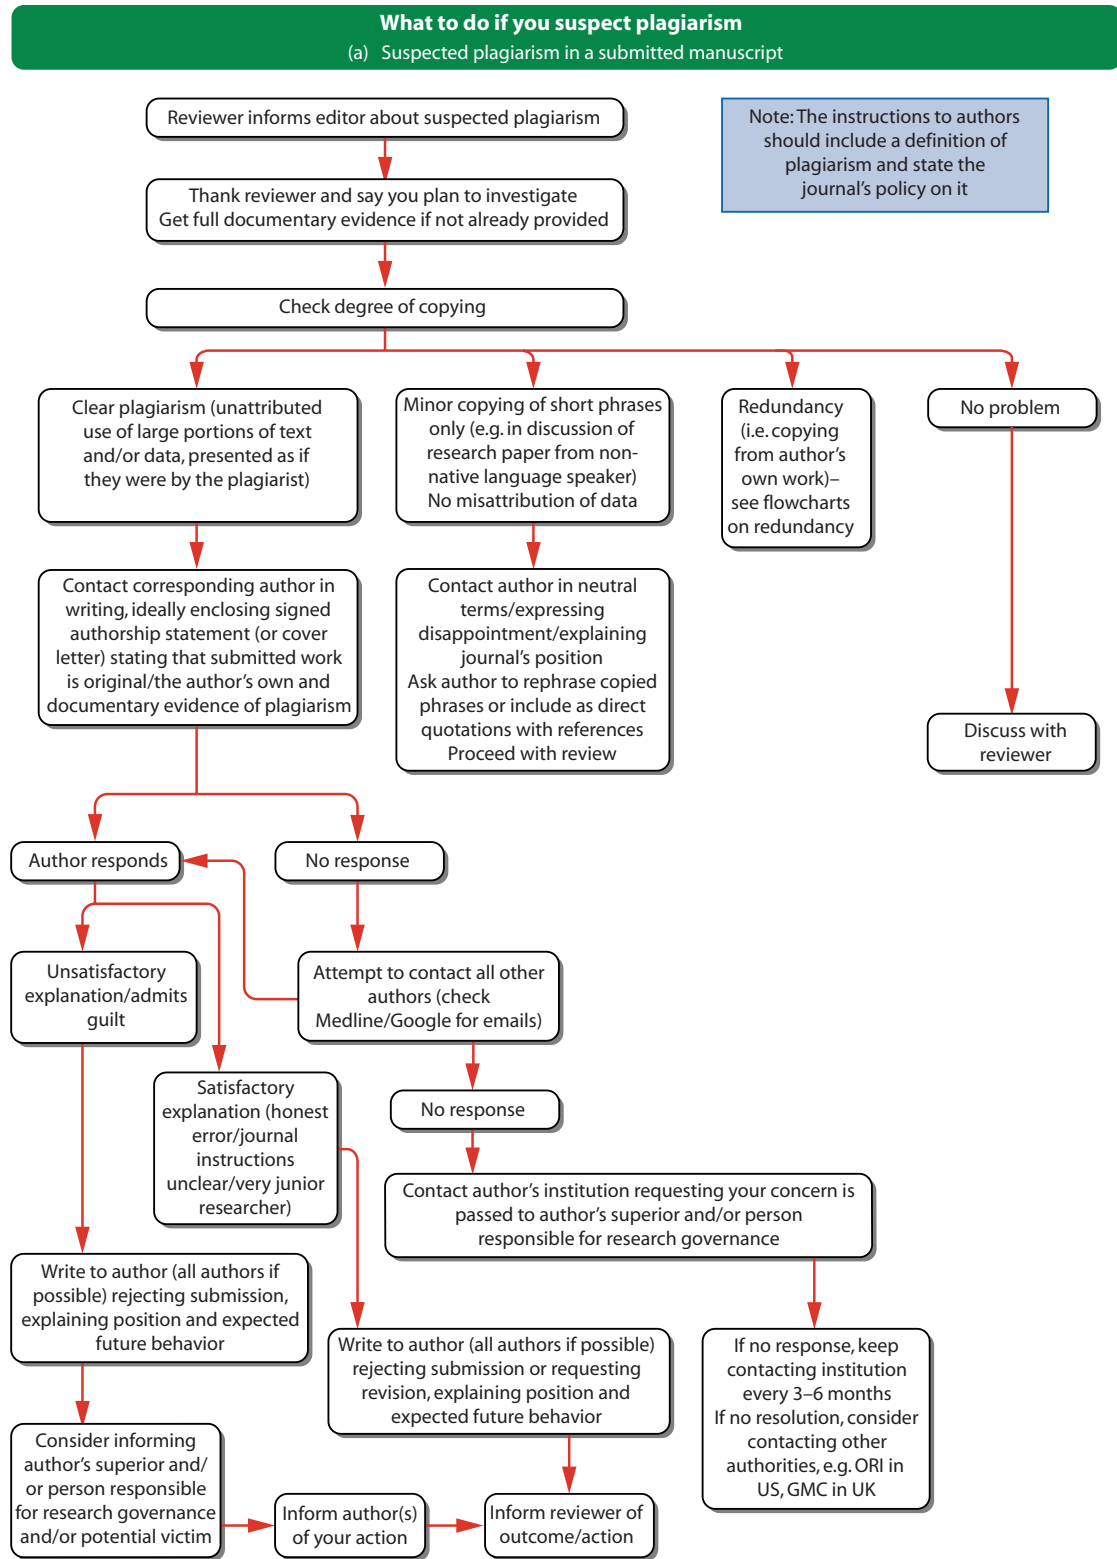 What to do if you suspect plagiarism
(a) Suspected plagiarism in a submitted manuscript
Reviewer informs editor about suspected plagiarism
Note: The instructions to authors
should include a definition of
plagiarism and state the
journal's policy on it
Thank reviewer and say you plan to investigate
Get full documentary evidence if not already provided
Check degree of copying
Clear plagiarism (unattributed
use of large portions of text
and/or data, presented as if
they were by the plagiarist)
Minor copying of short phrases
only (e.g. in discussion of
research paper from non-
native language speaker)
No misattribution of data
Redundancy
(i.e. copying
from author's
own work)–
see flowcharts
on redundancy
No problem
Contact corresponding author in
writing, ideally enclosing signed
authorship statement (or cover
letter) stating that submitted work
is original/the author's own and
documentary evidence of plagiarism
Contact author in neutral
terms/expressing
disappointment/explaining
journal's position
Ask author to rephrase copied
phrases or include as direct
quotations with references
Proceed with review
Discuss with
reviewer
Author responds
No response
Unsatisfactory
explanation/admits
guilt
Attempt to contact all other
authors (check
Medline/Google for emails)
Satisfactory
explanation (honest
error/journal
instructions
unclear/very junior
researcher)
No response
Contact author's institution requesting your concern is
passed to author's superior and/or person
responsible for research governance
Write to author (all authors if
possible) rejecting submission,
explaining position and expected
future behavior
Write to author (all authors if possible)
rejecting submission or requesting
revision, explaining position and
expected future behavior
If no response, keep
contacting institution
every 3–6 months
If no resolution, consider
contacting other
authorities, e.g. ORI in
US, GMC in UK
Consider informing
author's superior and/
or person responsible
for research governance
and/or potential victim
Inform author(s)
of your action
Inform reviewer of
outcome/action